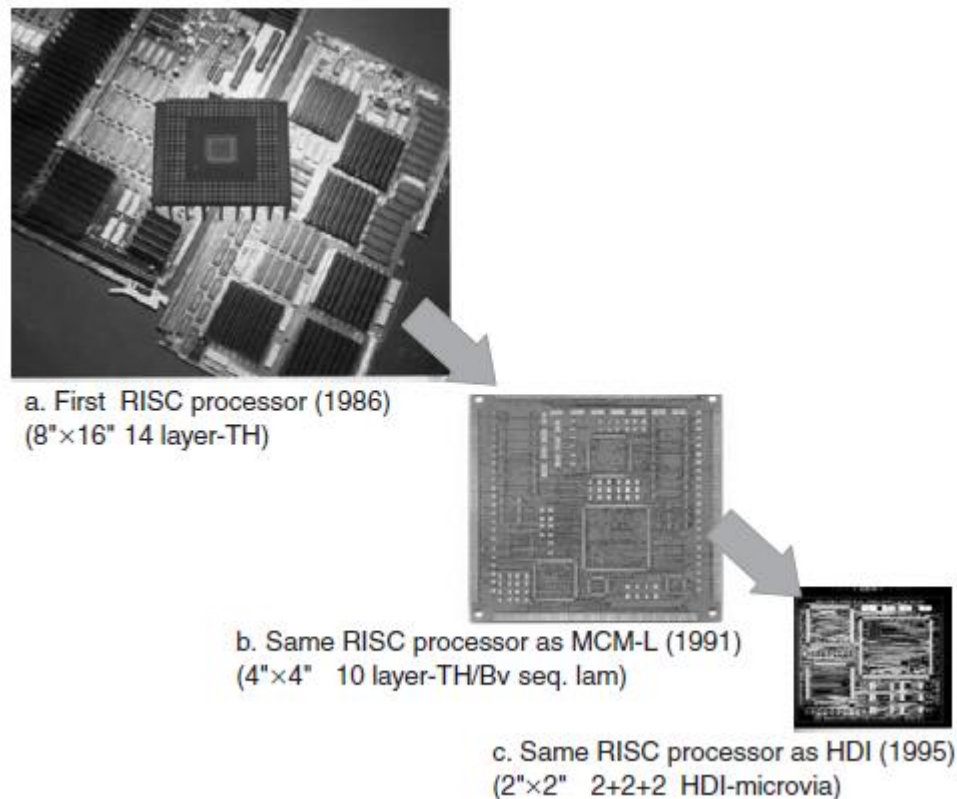 a. First RISC processor (1986)
(8"×16" 14 layer-TH)
b. Same RISC processor as MCM-L (1991)
(4"×4" 10 layer-TH/Bv seq. lam)
c. Same RISC processor as HDI (1995)
(2"×2" 2+2+2 HDI-microvia)